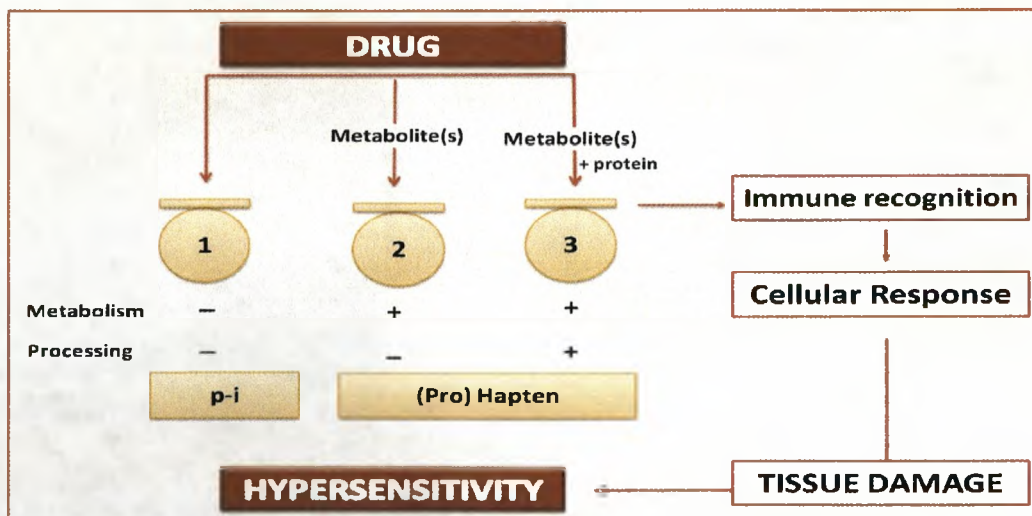 DRUG
Metabolite(s)
Metabolite(s)
+ protein
Immune recognition
1
2
3
Cellular Response
Metabolism − + +
Processing − − +
p-i
(Pro) Hapten
HYPERSENSITIVITY
TISSUE DAMAGE